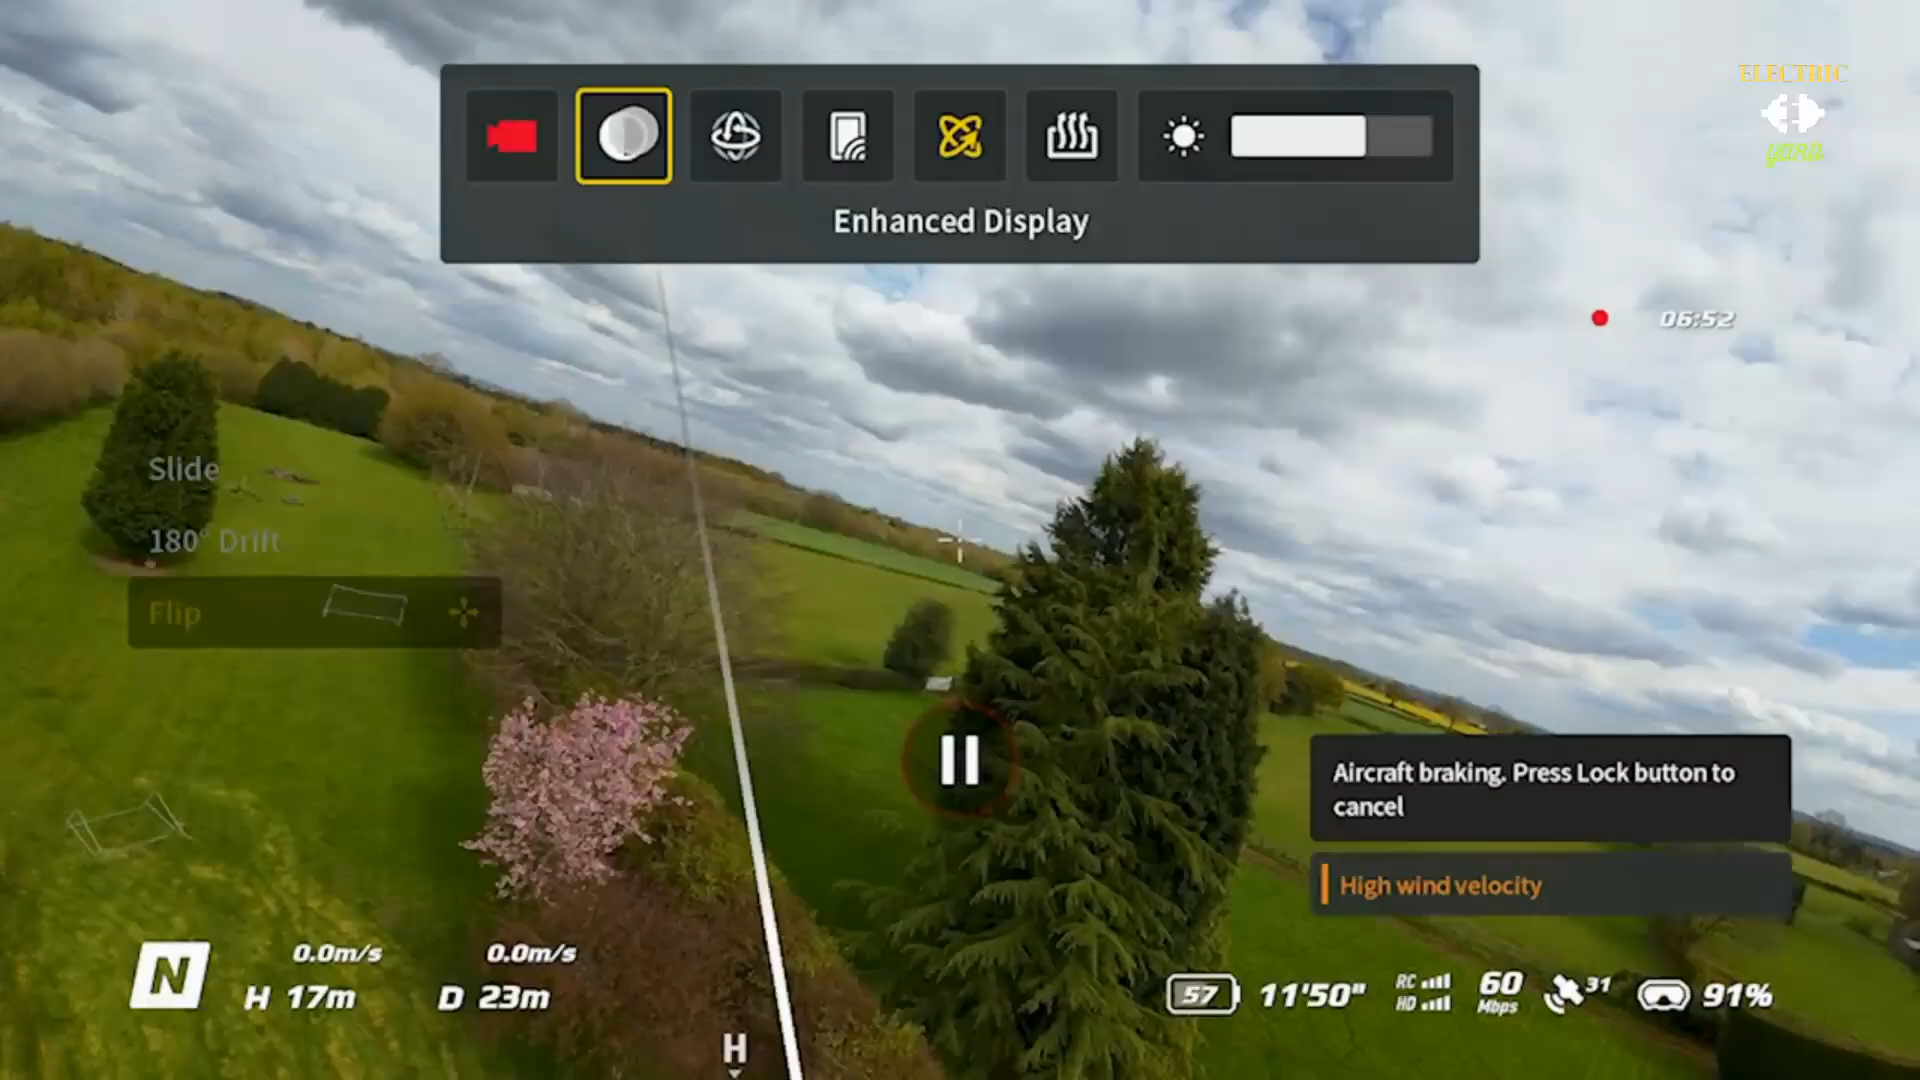 ELECTRIC
YARD
Enhanced Display
06:52
Slide
180° Drift
Flip
Aircraft braking. Press Lock button to
cancel
High wind velocity
N
0.0m/s
0.0m/s
H 17m
D 23m
57
11'50"
RC
HD
60
Mbps
31
91%
H